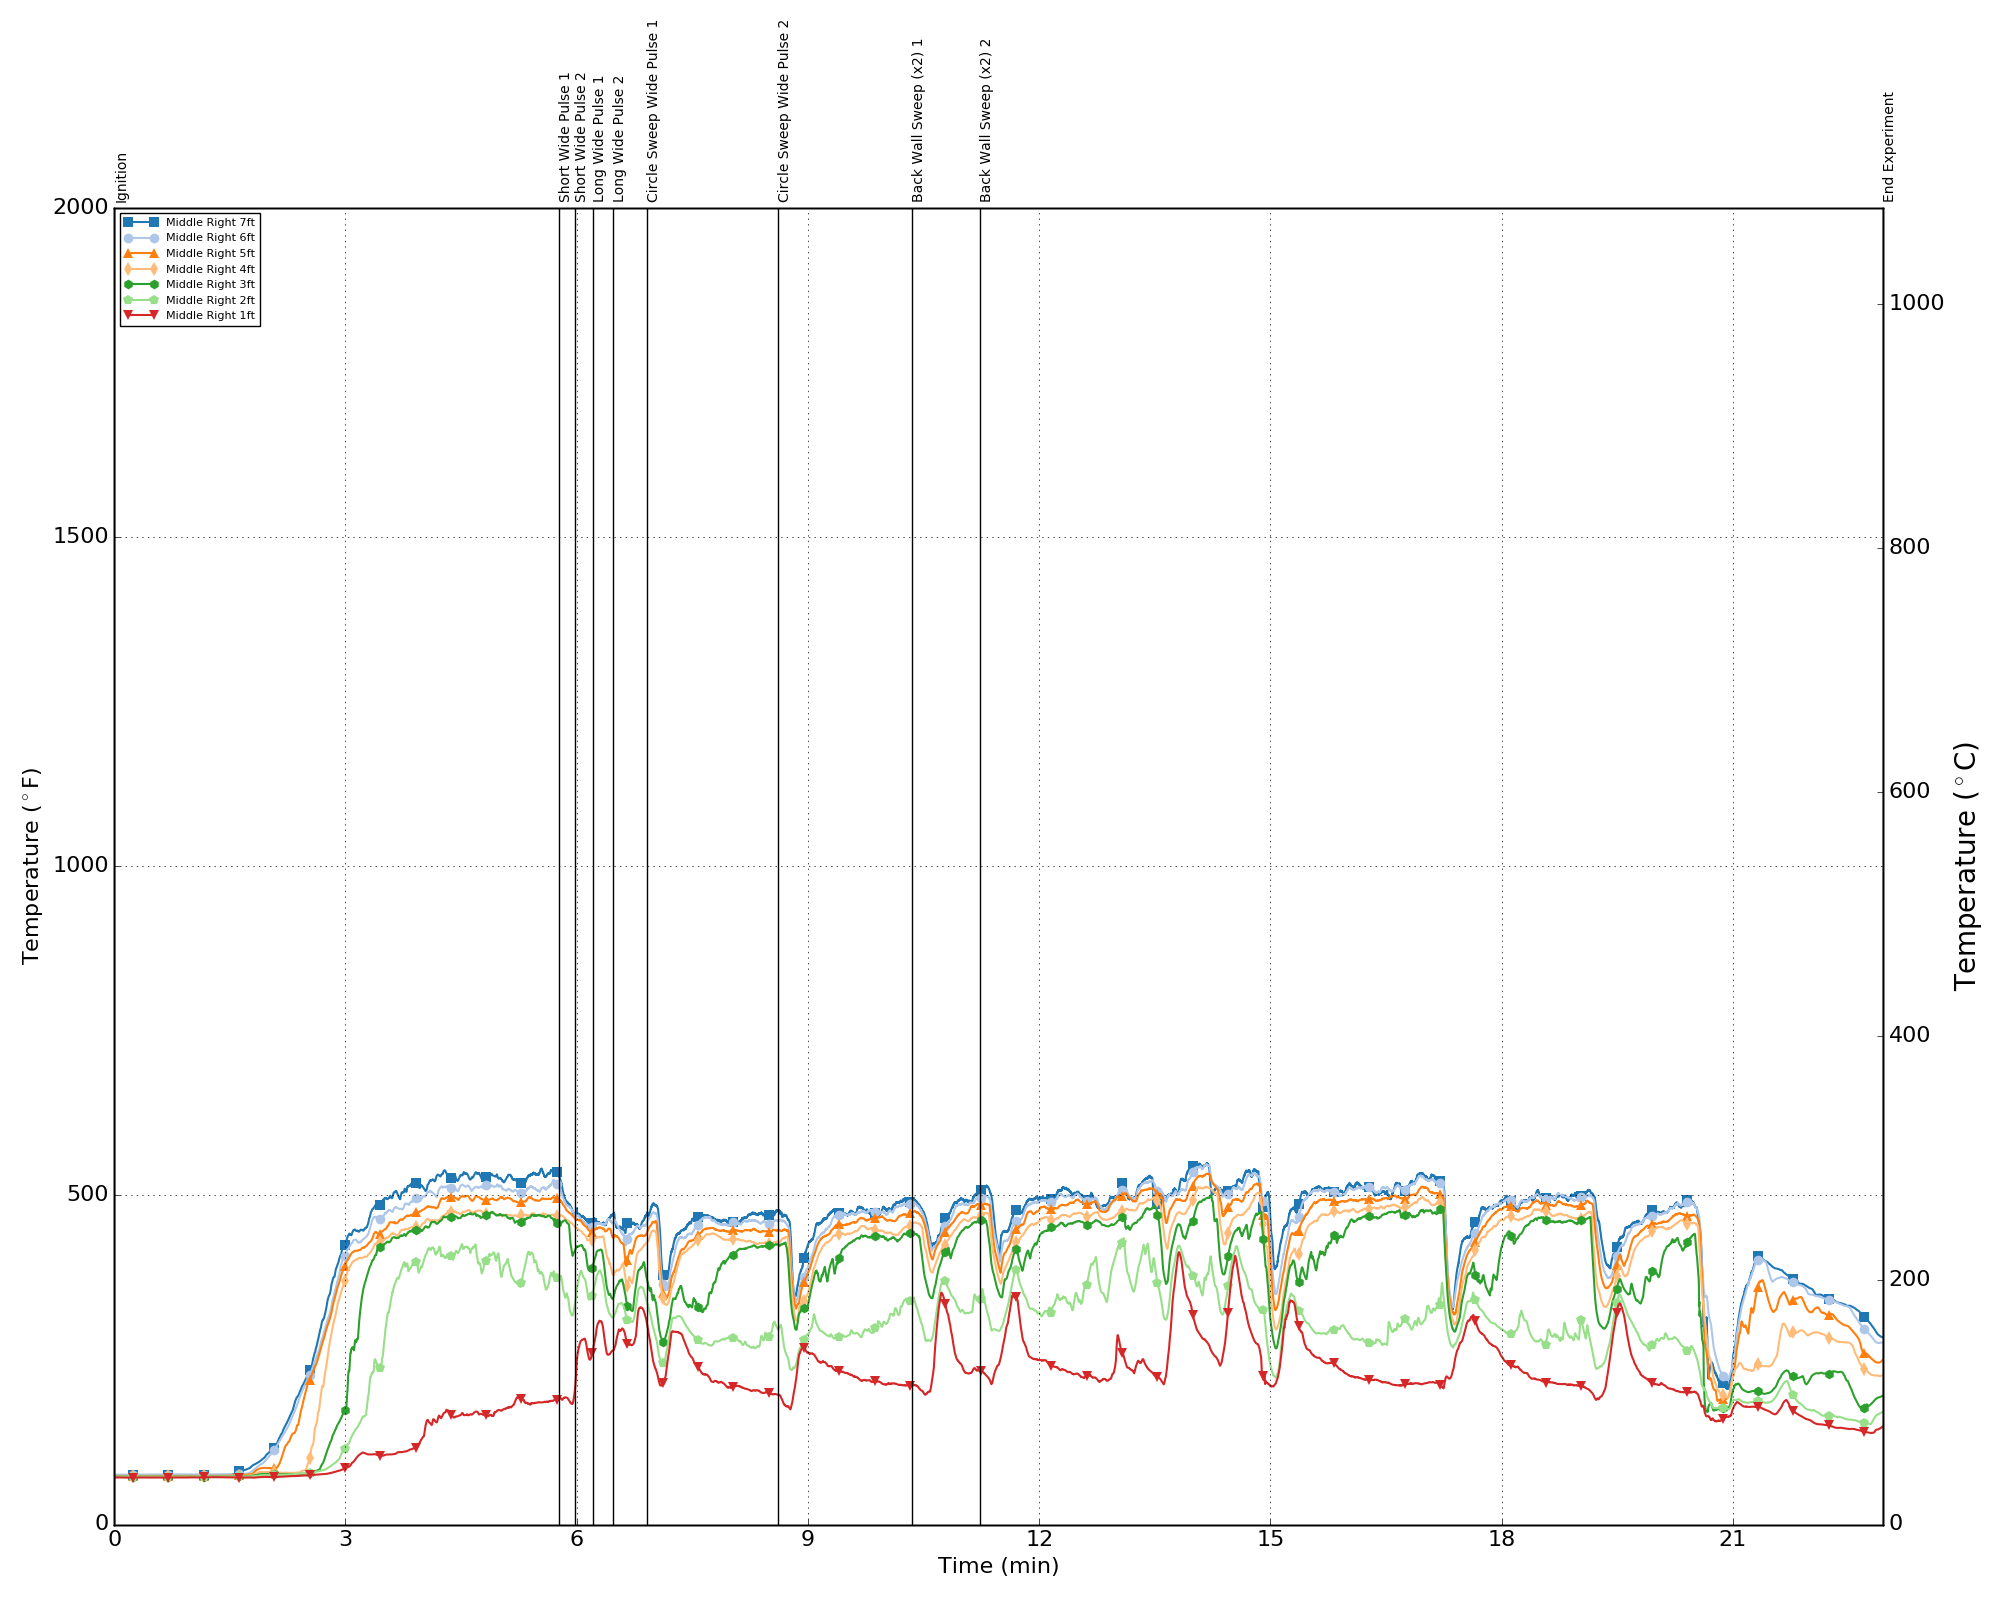 Ignition
Short Wide Pulse 1
Short Wide Pulse 2
Long Wide Pulse 1
Long Wide Pulse 2
Circle Sweep Wide Pulse 1
Circle Sweep Wide Pulse 2
Back Wall Sweep (x2) 1
Back Wall Sweep (x2) 2
End Experiment
Middle Right 7ft
Middle Right 6ft
Middle Right 5ft
Middle Right 4ft
Middle Right 3ft
Middle Right 2ft
Middle Right 1ft
2000
1500
1000
500
0
Temperature (°F)
1000
800
600
400
200
0
Temperature (°C)
0 3 6 9 12 15 18 21
Time (min)